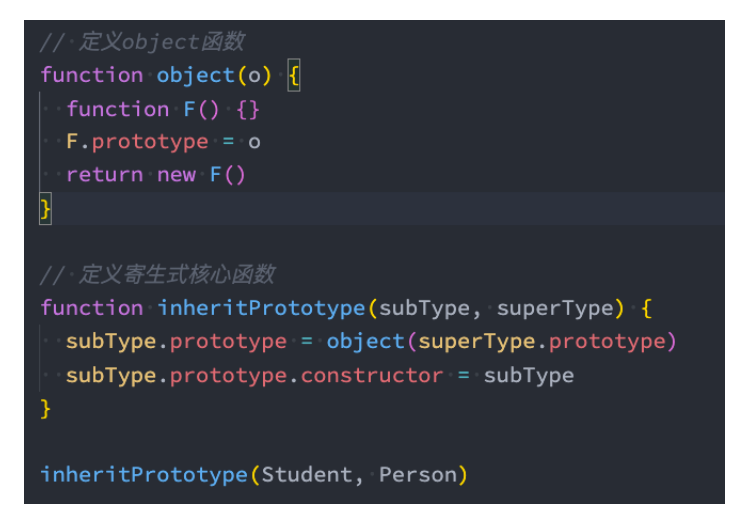 // 定义object函数
function object(o) {
  function F() {}
  F.prototype = o
  return new F()
}
// 定义寄生式核心函数
function inheritPrototype(subType, superType) {
  subType.prototype = object(superType.prototype)
  subType.prototype.constructor = subType
}
inheritPrototype(Student, Person)